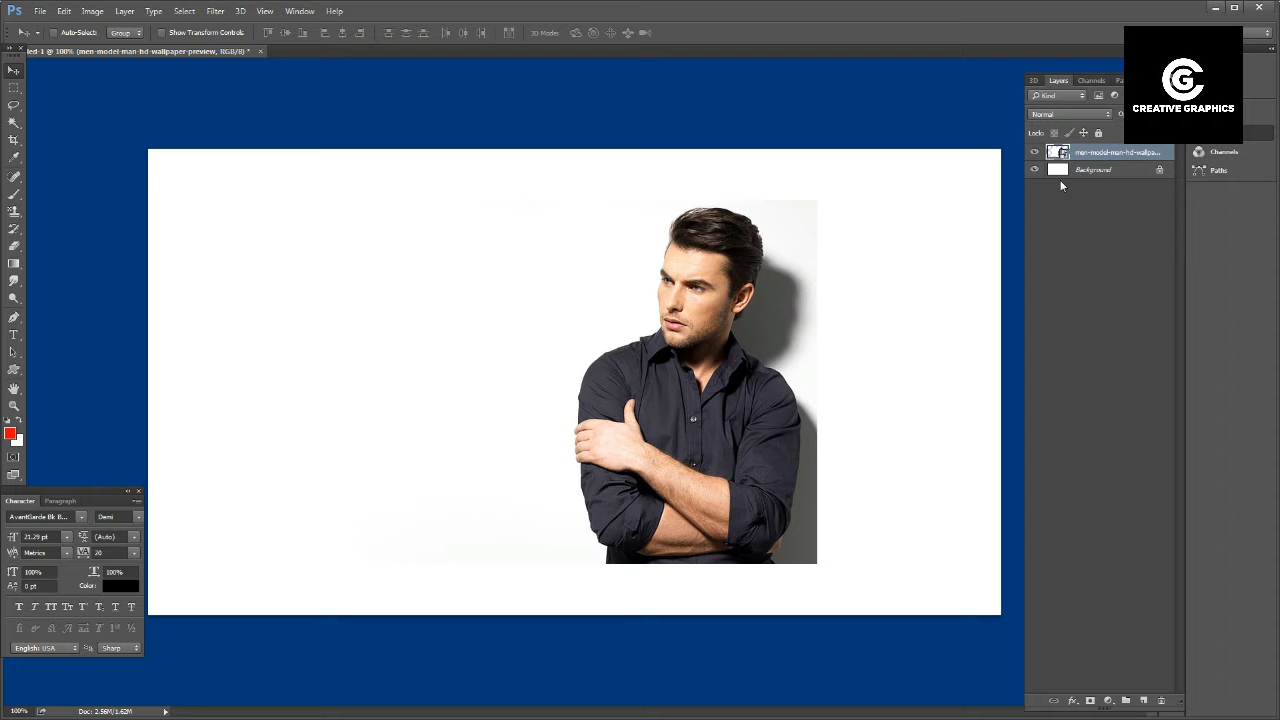 Ps File Edit Image Layer Type Select Filter 3D View Window Help
Auto-Select: Group Show Transform Controls 3D Modes
led-1 @ 100% (men-model-man-hd-wallpaper-preview, RGB/8) *
CREATIVE GRAPHICS
3D Layers Channels Pa
Kind
Normal
Lock:
men-model-man-hd-wallpa...
Background
Channels
Paths
Character Paragraph
AvantGarde Bk B... Demi
21.29 pt (Auto)
Metrics 20
100% 100%
0 pt Color:
English: USA Sharp
100% Doc: 2.56M/1.62M